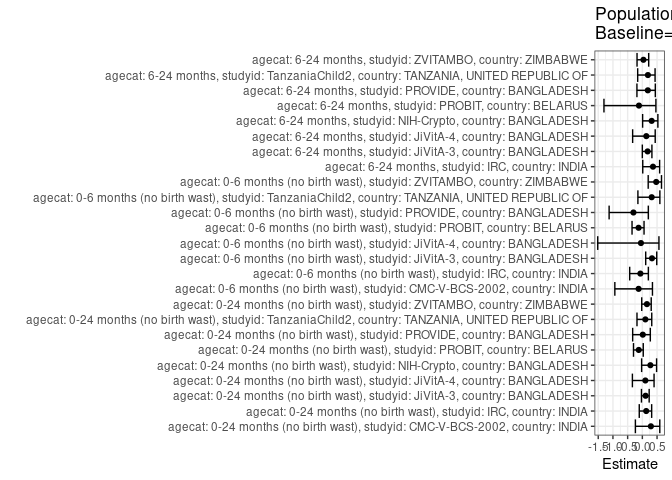 Population
Baseline=
agecat: 6-24 months, studyid: ZVITAMBO, country: ZIMBABWE
agecat: 6-24 months, studyid: TanzaniaChild2, country: TANZANIA, UNITED REPUBLIC OF
agecat: 6-24 months, studyid: PROVIDE, country: BANGLADESH
agecat: 6-24 months, studyid: PROBIT, country: BELARUS
agecat: 6-24 months, studyid: NIH-Crypto, country: BANGLADESH
agecat: 6-24 months, studyid: JiVitA-4, country: BANGLADESH
agecat: 6-24 months, studyid: JiVitA-3, country: BANGLADESH
agecat: 6-24 months, studyid: IRC, country: INDIA
agecat: 0-6 months (no birth wast), studyid: ZVITAMBO, country: ZIMBABWE
agecat: 0-6 months (no birth wast), studyid: TanzaniaChild2, country: TANZANIA, UNITED REPUBLIC OF
agecat: 0-6 months (no birth wast), studyid: PROVIDE, country: BANGLADESH
agecat: 0-6 months (no birth wast), studyid: PROBIT, country: BELARUS
agecat: 0-6 months (no birth wast), studyid: JiVitA-4, country: BANGLADESH
agecat: 0-6 months (no birth wast), studyid: JiVitA-3, country: BANGLADESH
agecat: 0-6 months (no birth wast), studyid: IRC, country: INDIA
agecat: 0-6 months (no birth wast), studyid: CMC-V-BCS-2002, country: INDIA
agecat: 0-24 months (no birth wast), studyid: ZVITAMBO, country: ZIMBABWE
agecat: 0-24 months (no birth wast), studyid: TanzaniaChild2, country: TANZANIA, UNITED REPUBLIC OF
agecat: 0-24 months (no birth wast), studyid: PROVIDE, country: BANGLADESH
agecat: 0-24 months (no birth wast), studyid: PROBIT, country: BELARUS
agecat: 0-24 months (no birth wast), studyid: NIH-Crypto, country: BANGLADESH
agecat: 0-24 months (no birth wast), studyid: JiVitA-4, country: BANGLADESH
agecat: 0-24 months (no birth wast), studyid: JiVitA-3, country: BANGLADESH
agecat: 0-24 months (no birth wast), studyid: IRC, country: INDIA
agecat: 0-24 months (no birth wast), studyid: CMC-V-BCS-2002, country: INDIA
-1.5 -1.0 -0.5 0.0 0.5
Estimate